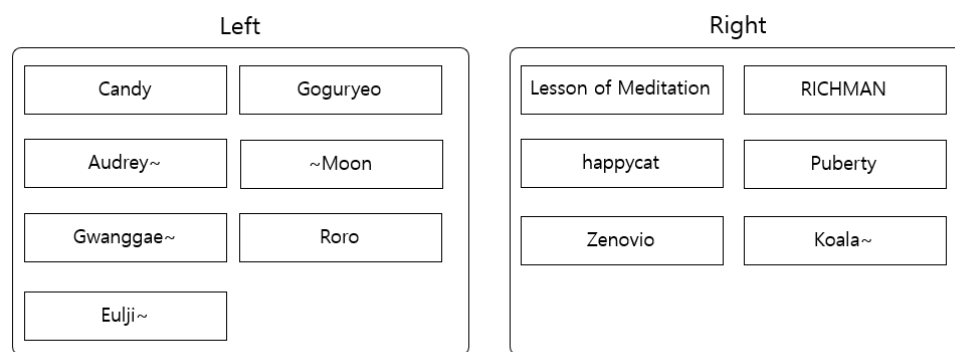 Left
Candy
Goguryeo
Audrey~
~Moon
Gwanggae~
Roro
Eulji~
Right
Lesson of Meditation
RICHMAN
happycat
Puberty
Zenovio
Koala~